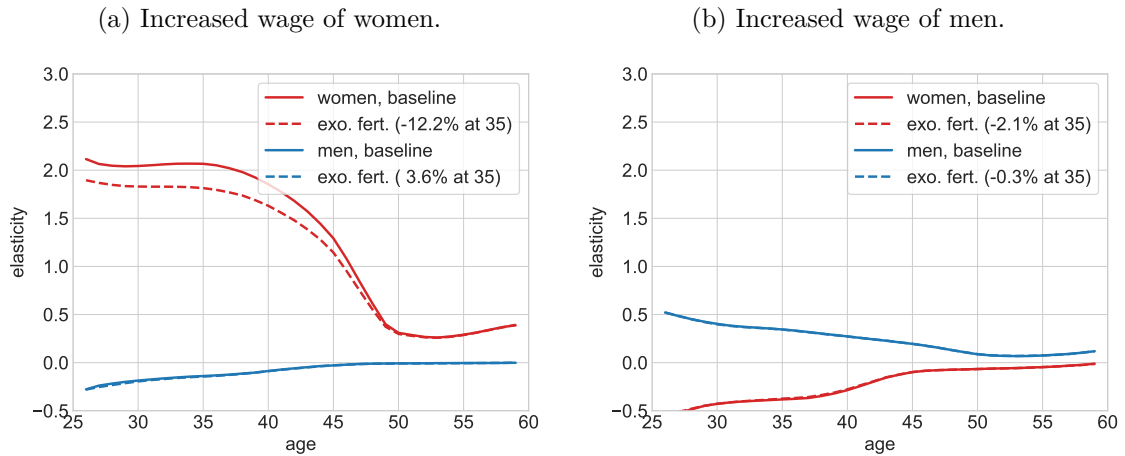 (a) Increased wage of women.
3.0
2.5
2.0
1.5
1.0
0.5
0.0
−0.5
elasticity
women, baseline
exo. fert. (-12.2% at 35)
men, baseline
exo. fert. ( 3.6% at 35)
25 30 35 40 45 50 55 60
age
(b) Increased wage of men.
3.0
2.5
2.0
1.5
1.0
0.5
0.0
−0.5
elasticity
women, baseline
exo. fert. (-2.1% at 35)
men, baseline
exo. fert. (-0.3% at 35)
25 30 35 40 45 50 55 60
age